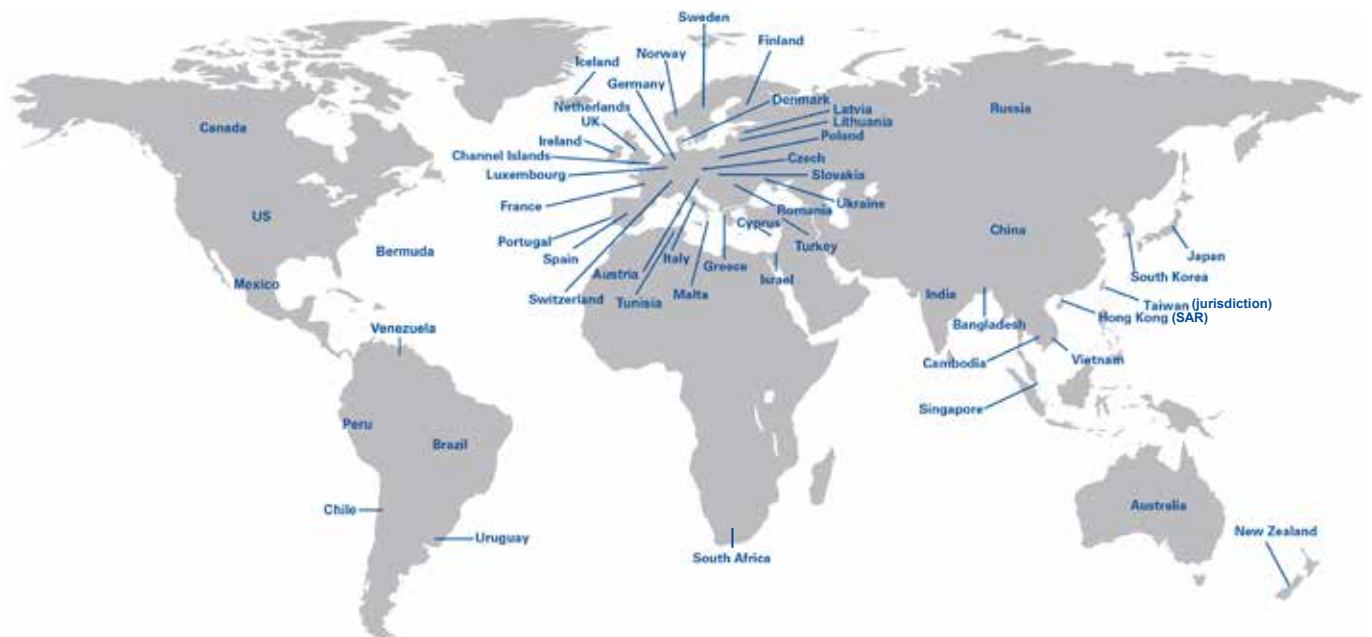 Sweden
Finland
Norway
Iceland
Germany
Netherlands
UK
Ireland
Channel Islands
Luxembourg
France
Portugal
Spain
Switzerland
Austria
Tunisia
Italy
Malta
Greece
Cyprus
Israel
Turkey
Romania
Ukraine
Slovakia
Czech
Poland
Lithuania
Latvia
Denmark
Russia
Canada
US
Bermuda
Mexico
Venezuela
Peru
Brazil
Chile
Uruguay
South Africa
China
Japan
South Korea
Taiwan (jurisdiction)
Hong Kong (SAR)
India
Bangladesh
Cambodia
Vietnam
Singapore
Australia
New Zealand